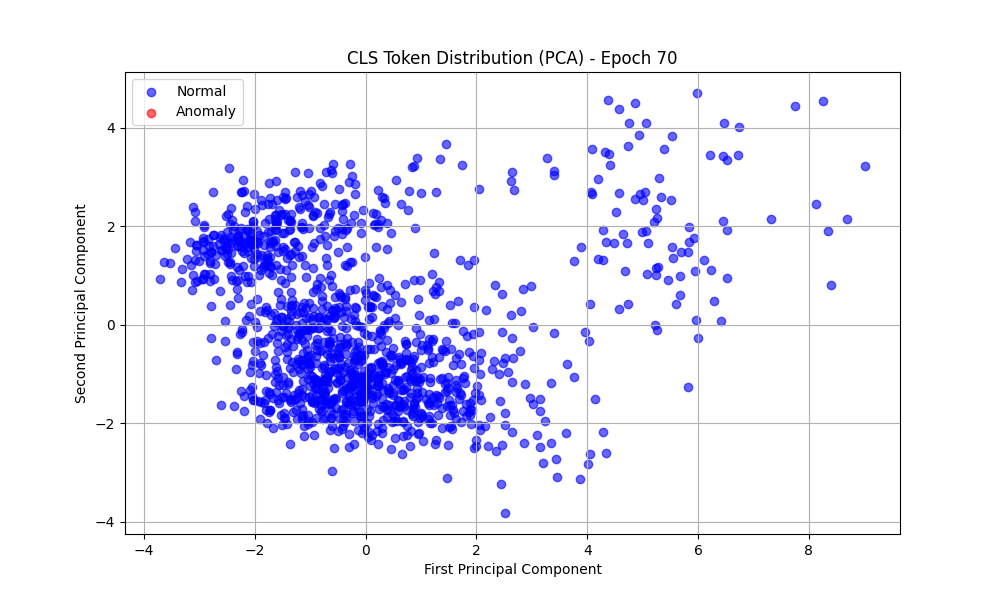 CLS Token Distribution (PCA) - Epoch 70
Normal
Anomaly
Second Principal Component
4
2
0
−2
−4
−4
−2
0
2
4
6
8
First Principal Component